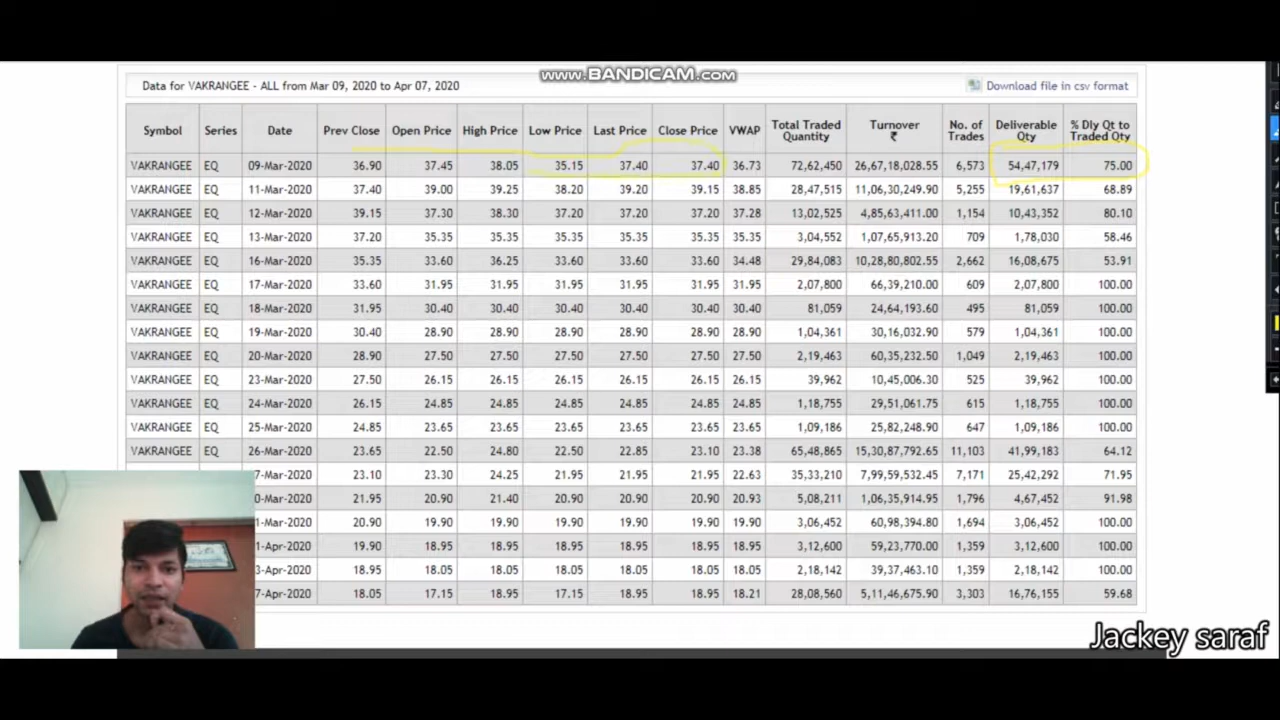 www.BANDICAM.com
Data for VAKRANGEE - ALL from Mar 09, 2020 to Apr 07, 2020 Download file in csv format
Symbol Series Date Prev Close Open Price High Price Low Price Last Price Close Price VWAP Total Traded Quantity Turnover ₹ No. of Trades Deliverable Qty % Dly Qt to Traded Qty
VAKRANGEE EQ 09-Mar-2020 36.90 37.45 38.05 35.15 37.40 37.40 36.73 72,62,450 26,67,18,028.55 6,573 54,47,179 75.00
VAKRANGEE EQ 11-Mar-2020 37.40 39.00 39.25 38.20 39.20 39.15 38.85 28,47,515 11,06,30,249.90 5,255 19,61,637 68.89
VAKRANGEE EQ 12-Mar-2020 39.15 37.30 38.30 37.20 37.20 37.20 37.28 13,02,525 4,85,63,411.00 1,154 10,43,352 80.10
VAKRANGEE EQ 13-Mar-2020 37.20 35.35 35.35 35.35 35.35 35.35 35.35 3,04,552 1,07,65,913.20 709 1,78,030 58.46
VAKRANGEE EQ 16-Mar-2020 35.35 33.60 36.25 33.60 33.60 33.60 34.48 29,84,083 10,28,80,802.55 2,662 16,08,675 53.91
VAKRANGEE EQ 17-Mar-2020 33.60 31.95 31.95 31.95 31.95 31.95 31.95 2,07,800 66,39,210.00 609 2,07,800 100.00
VAKRANGEE EQ 18-Mar-2020 31.95 30.40 30.40 30.40 30.40 30.40 30.40 81,059 24,64,193.60 495 81,059 100.00
VAKRANGEE EQ 19-Mar-2020 30.40 28.90 28.90 28.90 28.90 28.90 28.90 1,04,361 30,16,032.90 579 1,04,361 100.00
VAKRANGEE EQ 20-Mar-2020 28.90 27.50 27.50 27.50 27.50 27.50 27.50 2,19,463 60,35,232.50 1,049 2,19,463 100.00
VAKRANGEE EQ 23-Mar-2020 27.50 26.15 26.15 26.15 26.15 26.15 26.15 39,962 10,45,006.30 525 39,962 100.00
VAKRANGEE EQ 24-Mar-2020 26.15 24.85 24.85 24.85 24.85 24.85 24.85 1,18,755 29,51,061.75 615 1,18,755 100.00
VAKRANGEE EQ 25-Mar-2020 24.85 23.65 23.65 23.65 23.65 23.65 23.65 1,09,186 25,82,248.90 647 1,09,186 100.00
VAKRANGEE EQ 26-Mar-2020 23.65 22.50 24.80 22.50 22.85 23.10 23.38 65,48,865 15,30,87,792.65 11,103 41,99,183 64.12
7-Mar-2020 23.10 23.30 24.25 21.95 21.95 21.95 22.63 35,33,210 7,99,59,532.45 7,171 25,42,292 71.95
0-Mar-2020 21.95 20.90 21.40 20.90 20.90 20.90 20.93 5,08,211 1,06,35,914.95 1,796 4,67,452 91.98
1-Mar-2020 20.90 19.90 19.90 19.90 19.90 19.90 19.90 3,06,452 60,98,394.80 1,694 3,06,452 100.00
1-Apr-2020 19.90 18.95 18.95 18.95 18.95 18.95 18.95 3,12,600 59,23,770.00 1,359 3,12,600 100.00
3-Apr-2020 18.95 18.05 18.05 18.05 18.05 18.05 18.05 2,18,142 39,37,463.10 1,359 2,18,142 100.00
7-Apr-2020 18.05 17.15 18.95 17.15 18.95 18.95 18.21 28,08,560 5,11,46,675.90 3,303 16,76,155 59.68
Jackey saraf